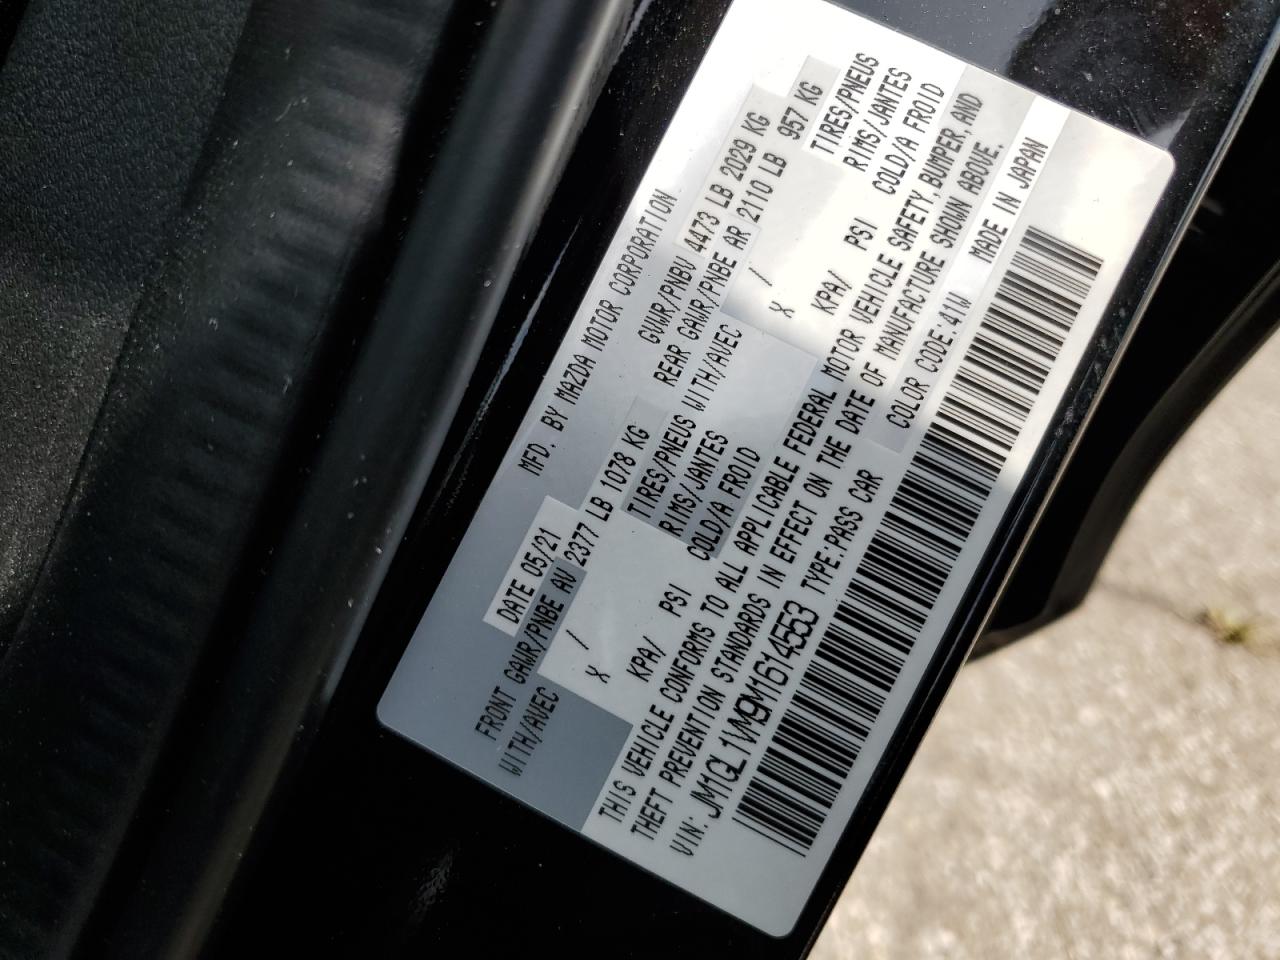 MFD. BY MAZDA MOTOR CORPORATION
DATE 05/21 GVWR/PNBV 4473 LB 2029 KG
FRONT GAWR/PNBE AV 2377 LB 1078 KG REAR GAWR/PNBE AR 2110 LB 957 KG
WITH/AVEC / TIRES/PNEUS WITH/AVEC / TIRES/PNEUS
X RIMS/JANTES X RIMS/JANTES
KPA/ PSI COLD/A FROID KPA/ PSI COLD/A FROID
THIS VEHICLE CONFORMS TO ALL APPLICABLE FEDERAL MOTOR VEHICLE SAFETY, BUMPER, AND
THEFT PREVENTION STANDARDS IN EFFECT ON THE DATE OF MANUFACTURE SHOWN ABOVE.
VIN: JM1GL1VM9M1614553 TYPE:PASS CAR COLOR CODE:41W MADE IN JAPAN